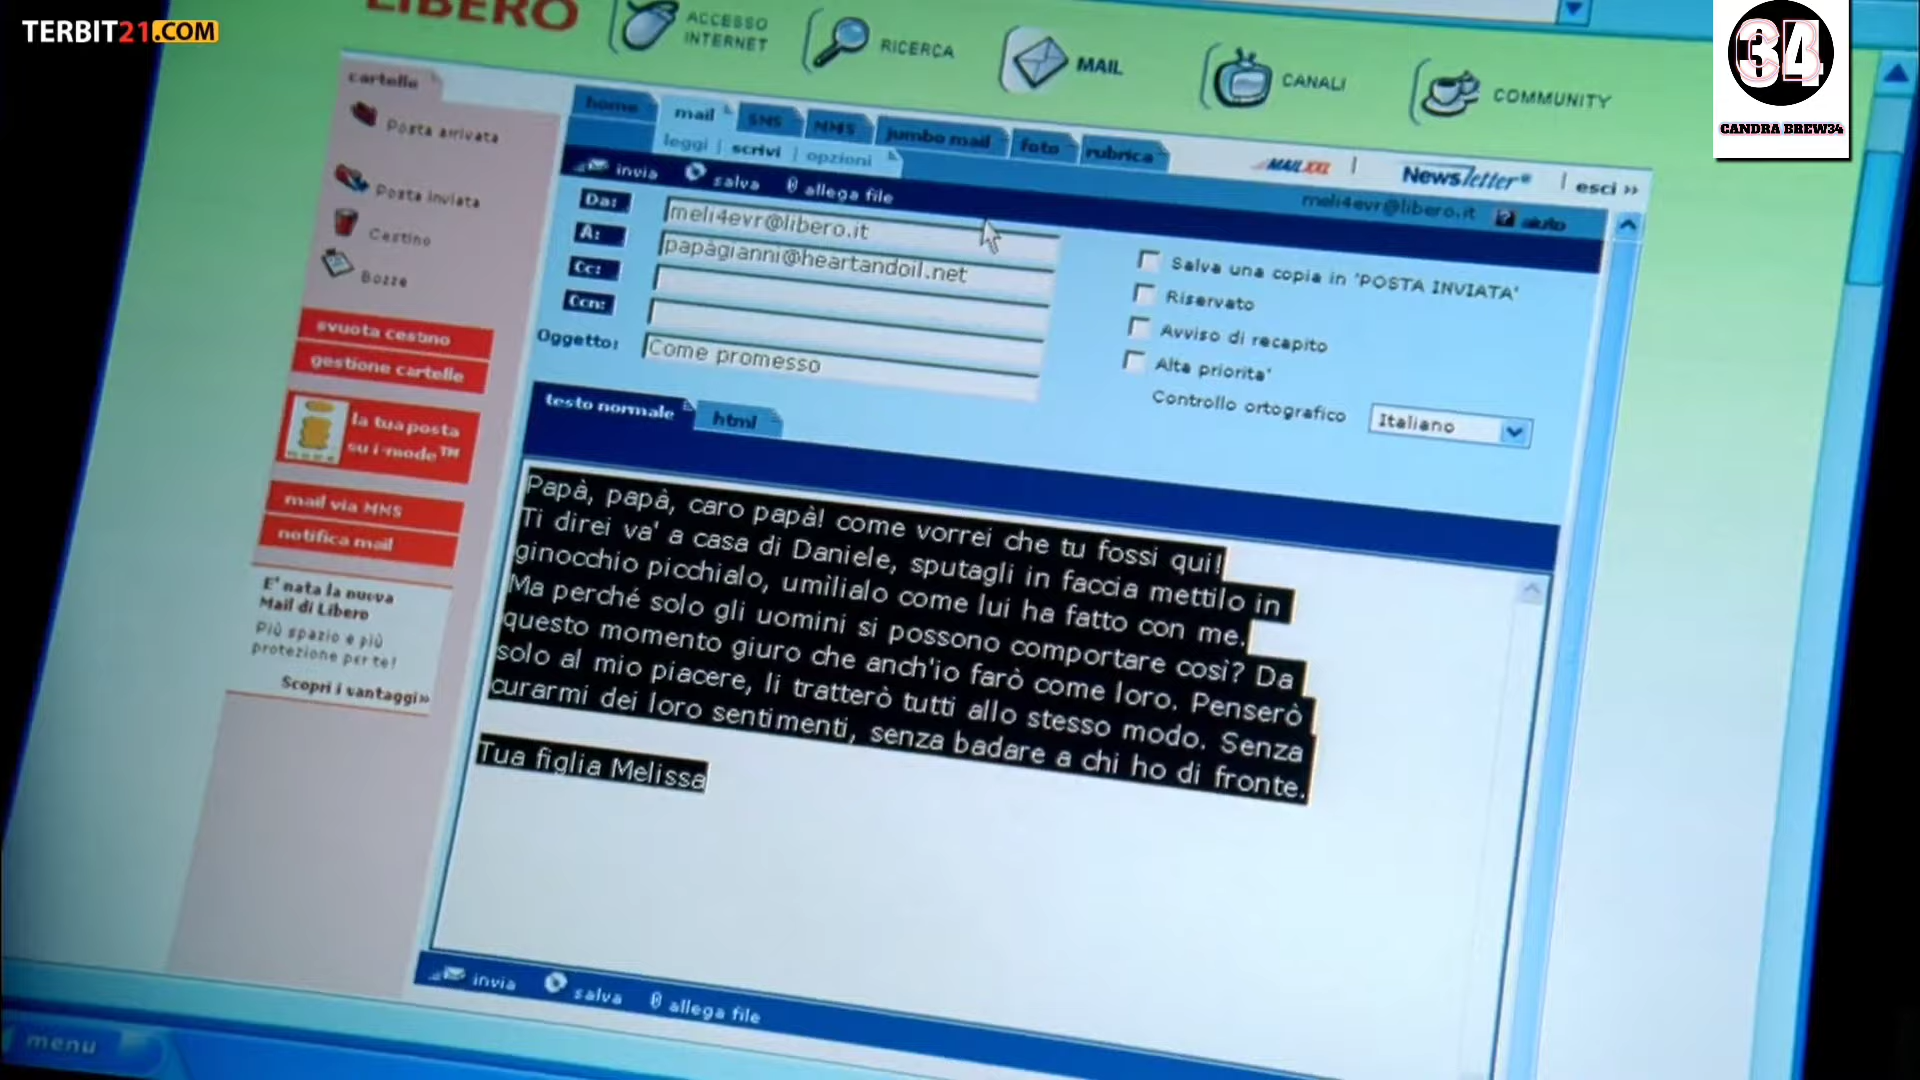 TERBIT21.COM
34
CANDRA BREW34
LIBERO
ACCESSO INTERNET
RICERCA
MAIL
CANALI
COMMUNITY
cartelle
Posta arrivata
Posta inviata
Cestino
Bozze
svuota cestino
gestione cartelle
la tua posta
su i-mode™
mail via MMS
notifica mail
E' nata la nuova
Mail di Libero
Più spazio e più
protezione per te!
Scopri i vantaggi»
home mail SMS MMS jumbo mail foto rubrica
MAIL XXL | Newsletter | esci »
leggi | scrivi | opzioni
invia salva allega file
meli4evr@libero.it aiuto
Da: meli4evr@libero.it
A: papàgianni@heartandoil.net
Cc:
Ccn:
Oggetto: Come promesso
Salva una copia in 'POSTA INVIATA'
Riservato
Avviso di recapito
Alta priorita'
Controllo ortografico Italiano
testo normale html
Papà, papà, caro papà! come vorrei che tu fossi qui!
Ti direi va' a casa di Daniele, sputagli in faccia mettilo in
ginocchio picchialo, umìlialo come lui ha fatto con me.
Ma perché solo gli uomini si possono comportare così? Da
questo momento giuro che anch'io farò come loro. Penserò
solo al mio piacere, li tratterò tutti allo stesso modo. Senza
curarmi dei loro sentimenti, senza badare a chi ho di fronte.
Tua figlia Melissa
invia salva allega file
menu